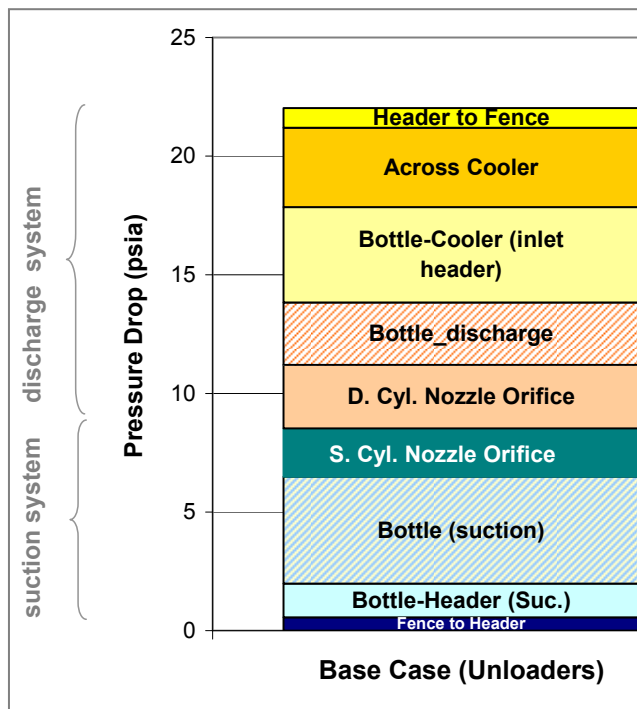 25
20
15
10
5
0
Pressure Drop (psia)
discharge system
suction system
Header to Fence
Across Cooler
Bottle-Cooler (inlet
header)
Bottle_discharge
D. Cyl. Nozzle Orifice
S. Cyl. Nozzle Orifice
Bottle (suction)
Bottle-Header (Suc.)
Fence to Header
Base Case (Unloaders)